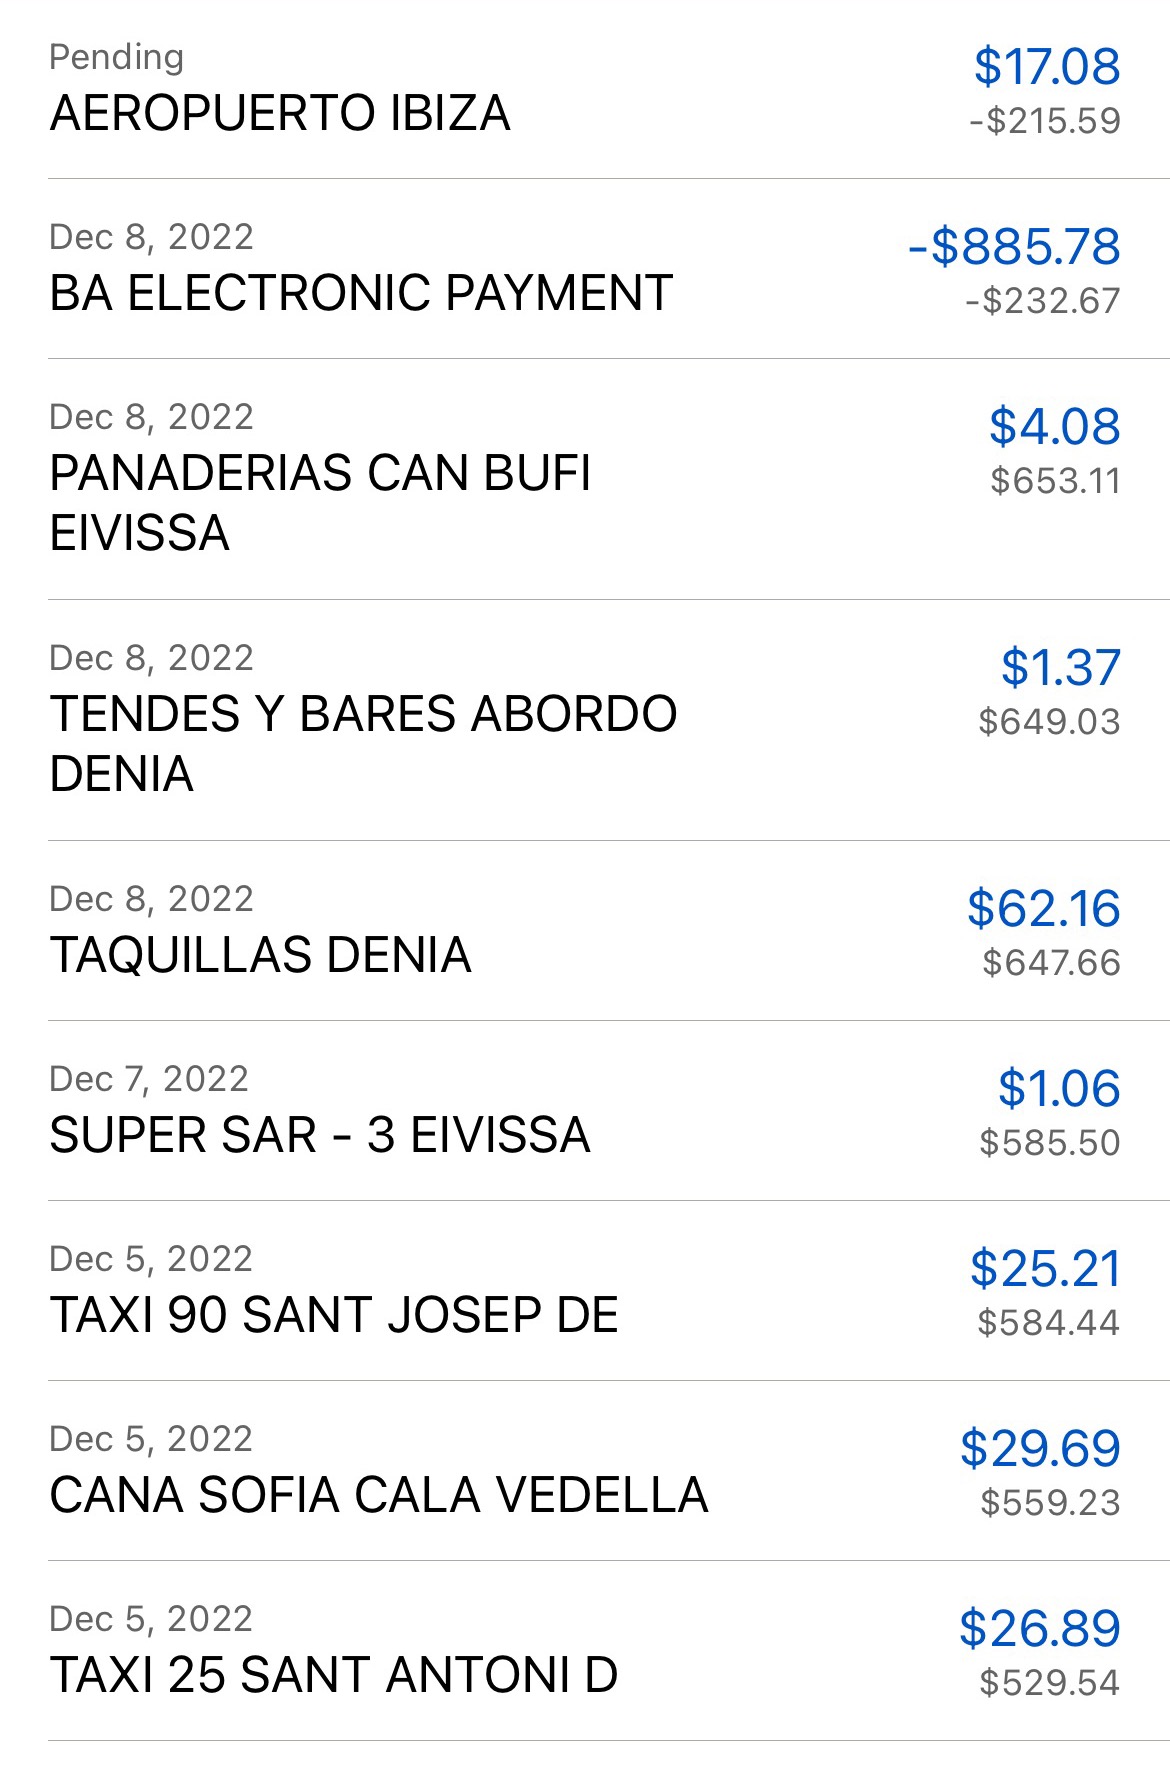 Pending
$17.08
AEROPUERTO IBIZA
-$215.59
Dec 8, 2022
-$885.78
BA ELECTRONIC PAYMENT
-$232.67
Dec 8, 2022
$4.08
PANADERIAS CAN BUFI
$653.11
EIVISSA
Dec 8, 2022
$1.37
TENDES Y BARES ABORDO
$649.03
DENIA
Dec 8, 2022
$62.16
TAQUILLAS DENIA
$647.66
Dec 7, 2022
$1.06
SUPER SAR - 3 EIVISSA
$585.50
Dec 5, 2022
$25.21
TAXI 90 SANT JOSEP DE
$584.44
Dec 5, 2022
$29.69
CANA SOFIA CALA VEDELLA
$559.23
Dec 5, 2022
$26.89
TAXI 25 SANT ANTONI D
$529.54